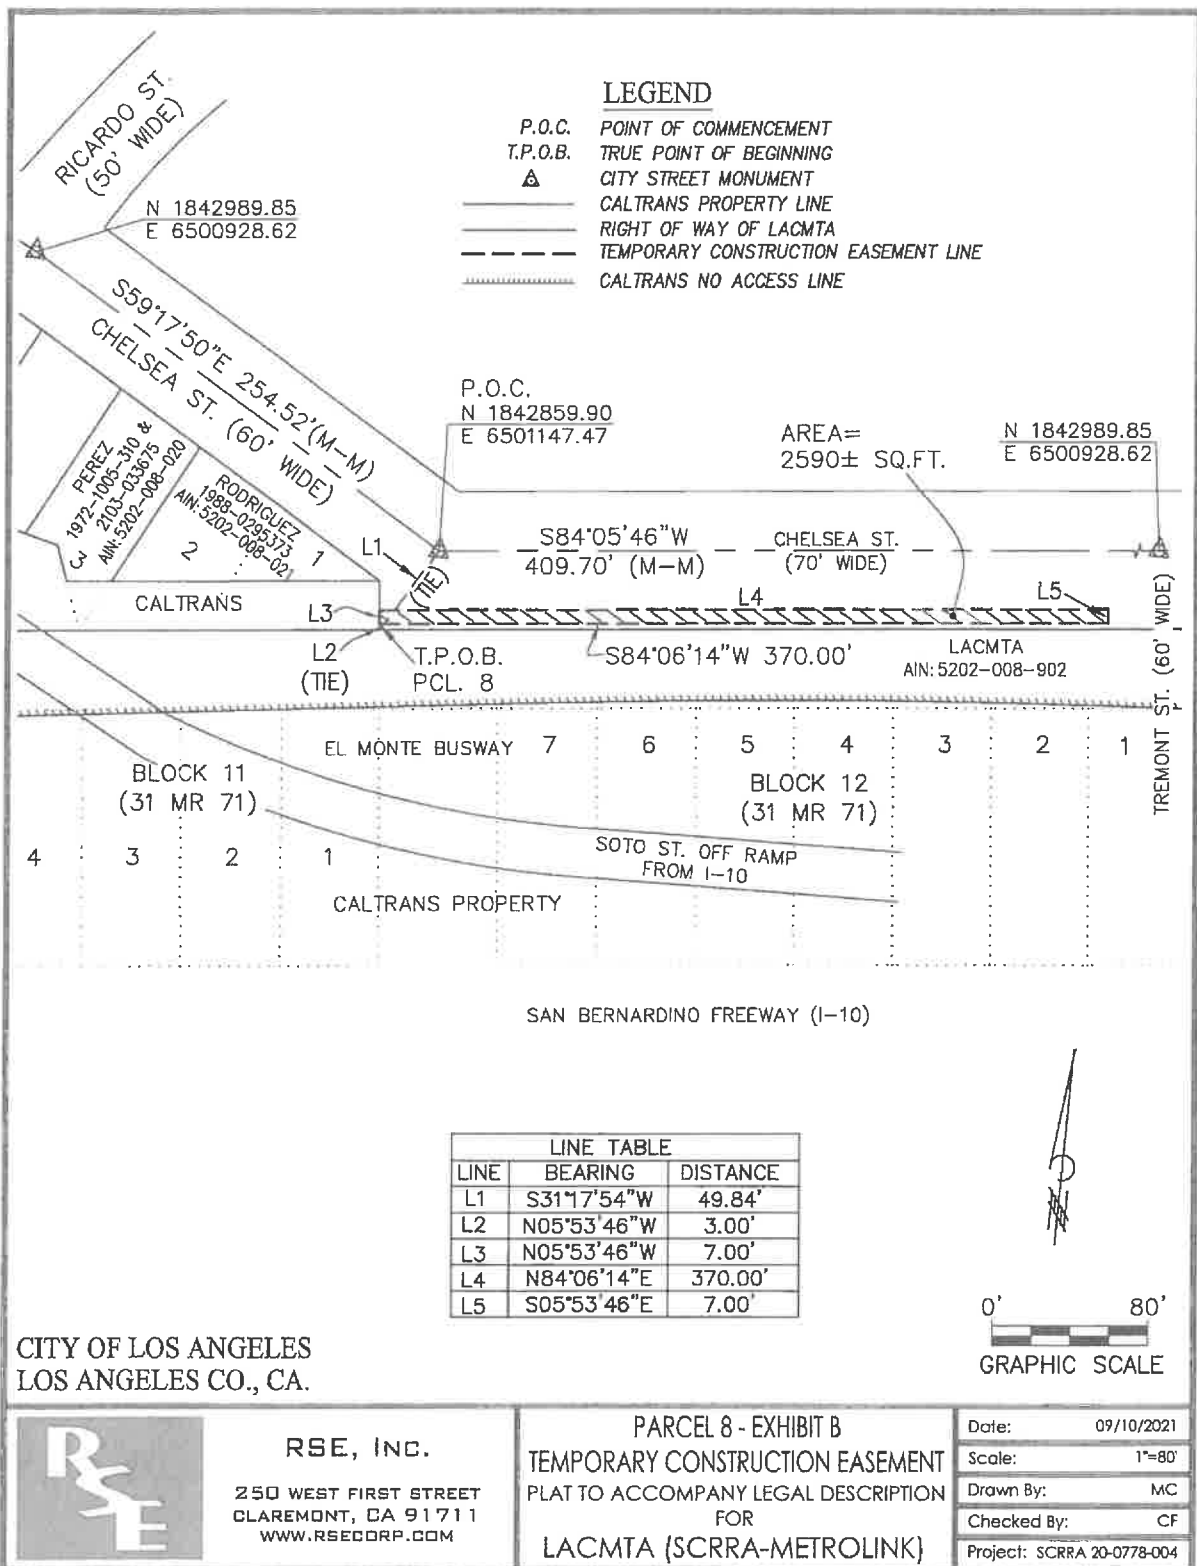 RICARDO ST.
(50' WIDE)
LEGEND
P.O.C. POINT OF COMMENCEMENT
T.P.O.B. TRUE POINT OF BEGINNING
CITY STREET MONUMENT
CALTRANS PROPERTY LINE
RIGHT OF WAY OF LACMTA
TEMPORARY CONSTRUCTION EASEMENT LINE
CALTRANS NO ACCESS LINE
N 1842989.85
E 6500928.62
S59°17'50"E 254.52'(M-M)
CHELSEA ST. (60' WIDE)
P.O.C.
N 1842859.90
E 6501147.47
AREA=
2590± SQ.FT.
N 1842989.85
E 6500928.62
PEREZ
1972-1005-310 &
2103-033675
AIN: 5202-008-020
3
RODRIGUEZ
1988-0295373
AIN: 5202-008-021
2
1
L1
(TIE)
S84°05'46"W
409.70' (M-M)
CHELSEA ST.
(70' WIDE)
CALTRANS
L3
L4
L5
L2
(TIE)
T.P.O.B.
PCL. 8
S84°06'14"W 370.00'
LACMTA
AIN: 5202-008-902
TREMONT ST. (60' WIDE)
EL MONTE BUSWAY
7
6
5
4
3
2
1
BLOCK 11
(31 MR 71)
BLOCK 12
(31 MR 71)
4
3
2
1
SOTO ST. OFF RAMP
FROM I-10
CALTRANS PROPERTY
SAN BERNARDINO FREEWAY (I-10)
LINE TABLE
LINE BEARING DISTANCE
L1 S31°17'54"W 49.84'
L2 N05°53'46"W 3.00'
L3 N05°53'46"W 7.00'
L4 N84°06'14"E 370.00'
L5 S05°53'46"E 7.00'
N
0' 80'
GRAPHIC SCALE
CITY OF LOS ANGELES
LOS ANGELES CO., CA.
RSE
RSE, INC.
250 WEST FIRST STREET
CLAREMONT, CA 91711
WWW.RSECORP.COM
PARCEL 8 - EXHIBIT B
TEMPORARY CONSTRUCTION EASEMENT
PLAT TO ACCOMPANY LEGAL DESCRIPTION
FOR
LACMTA (SCRRA-METROLINK)
Date: 09/10/2021
Scale: 1"=80'
Drawn By: MC
Checked By: CF
Project: SCRRA 20-0778-004